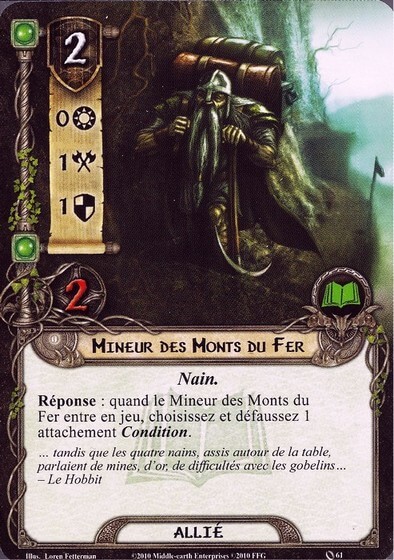 2
0
1
1
2
MINEUR DES MONTS DU FER
Nain.
Réponse : quand le Mineur des Monts du
Fer entre en jeu, choisissez et défaussez 1
attachement Condition.
... tandis que les quatre nains, assis autour de la table,
parlaient de mines, d'or, de difficultés avec les gobelins...
– Le Hobbit
ALLIÉ
Illus. Loren Fetterman ©2010 Middle-earth Enterprises ©2010 FFG 61